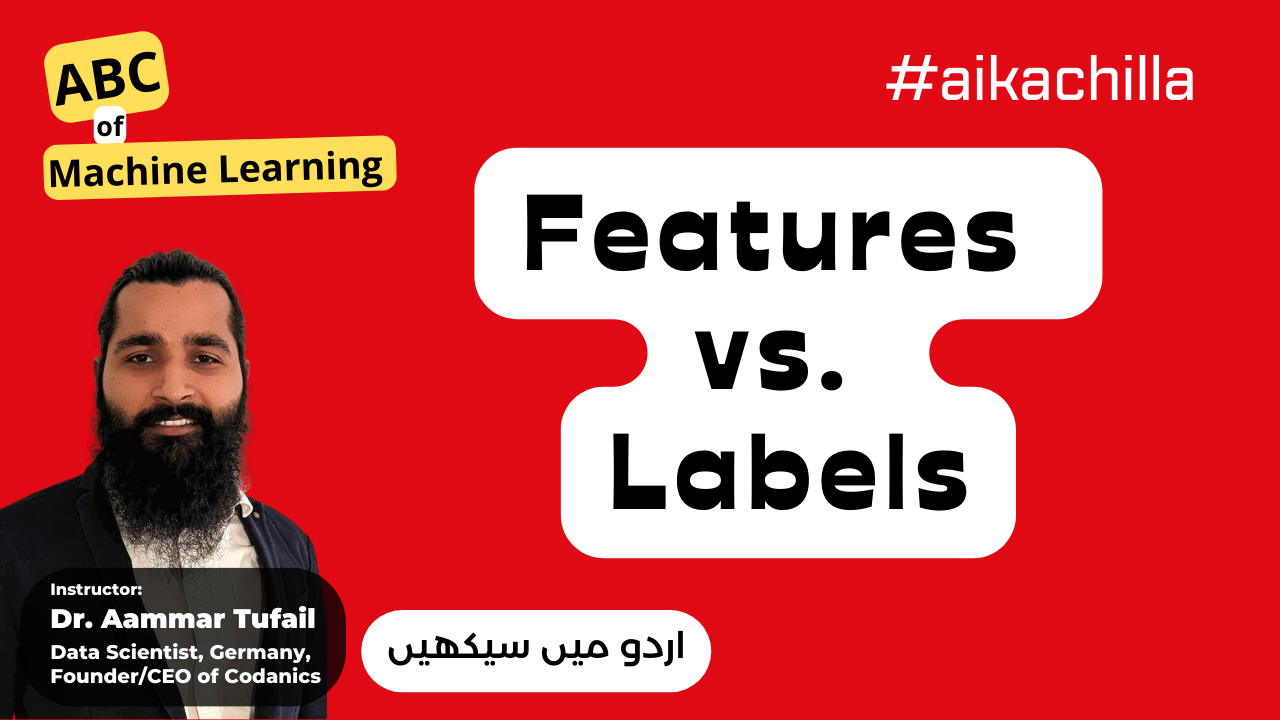 ABC
of
Machine Learning
#aikachilla
Features
vs.
Labels
Instructor:
Dr. Aammar Tufail
Data Scientist, Germany,
Founder/CEO of Codanics
اردو میں سیکھیں